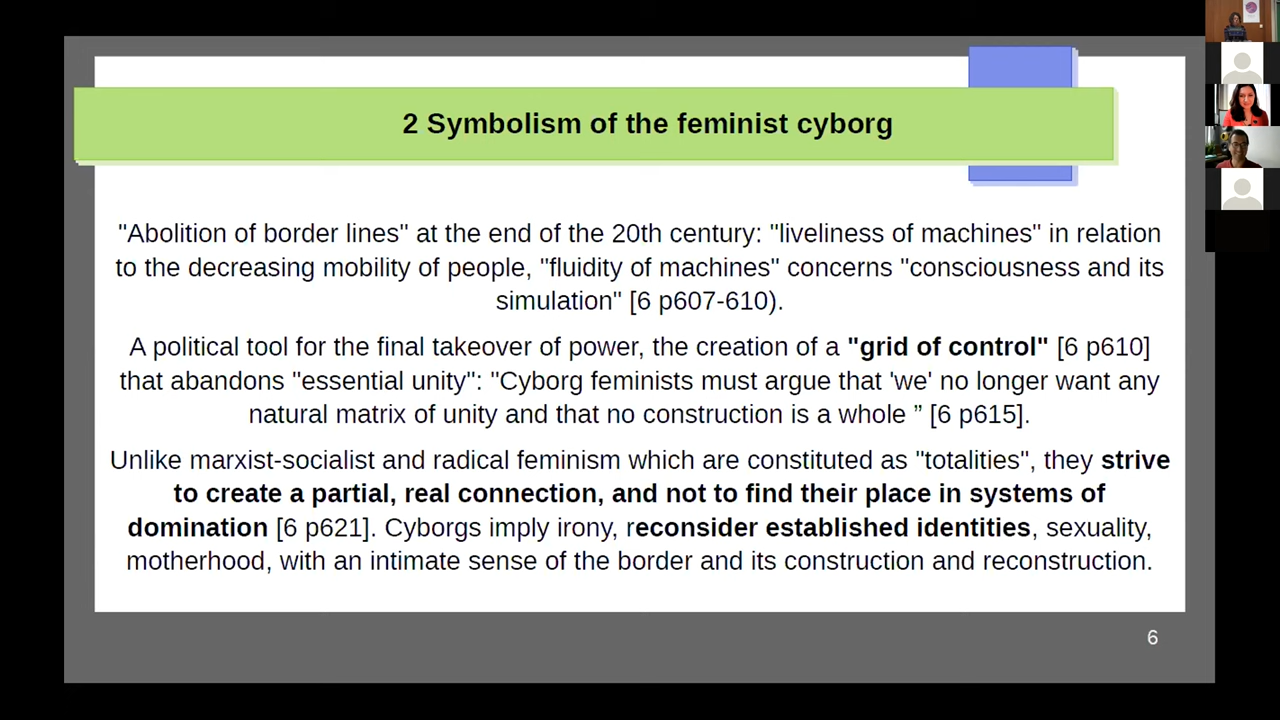 2 Symbolism of the feminist cyborg
"Abolition of border lines" at the end of the 20th century: "liveliness of machines" in relation
to the decreasing mobility of people, "fluidity of machines" concerns "consciousness and its
simulation" [6 p607-610).
A political tool for the final takeover of power, the creation of a "grid of control" [6 p610]
that abandons "essential unity": "Cyborg feminists must argue that 'we' no longer want any
natural matrix of unity and that no construction is a whole ” [6 p615].
Unlike marxist-socialist and radical feminism which are constituted as "totalities", they strive
to create a partial, real connection, and not to find their place in systems of
domination [6 p621]. Cyborgs imply irony, reconsider established identities, sexuality,
motherhood, with an intimate sense of the border and its construction and reconstruction.
6